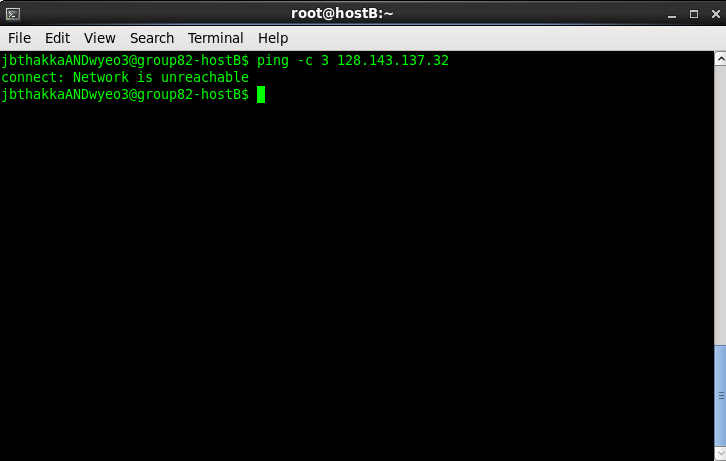 root@hostB:~
File Edit View Search Terminal Help
jbthakkaANDwyeo3@group82-hostB$ ping -c 3 128.143.137.32
connect: Network is unreachable
jbthakkaANDwyeo3@group82-hostB$